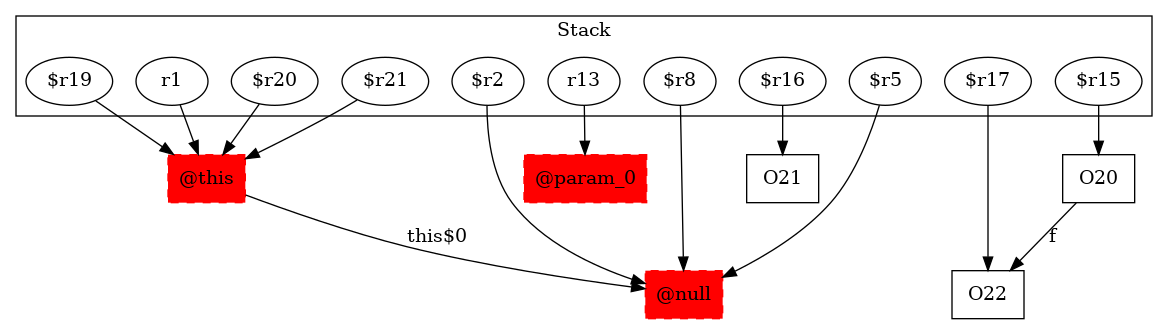 Stack
$r19
r1
$r20
$r21
$r2
r13
$r8
$r16
$r5
$r17
$r15
@this
@param_0
O21
O20
this$0
f
@null
O22